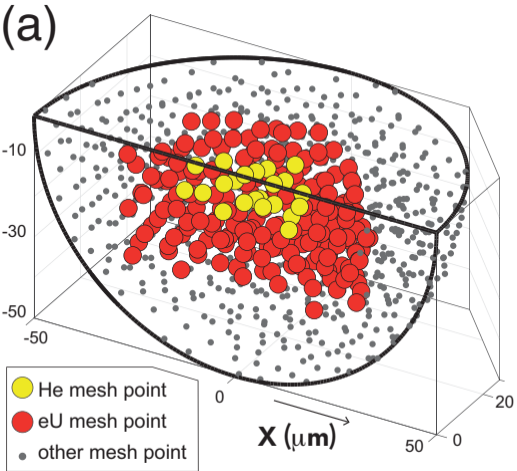 (a)
-10
-30
-50
-50
0
X (μm)
50
0
20
He mesh point
eU mesh point
other mesh point